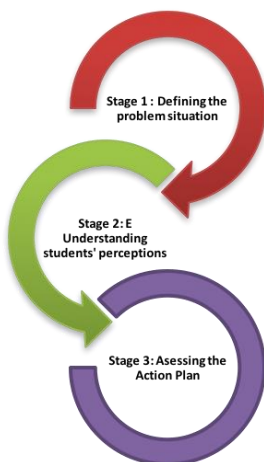 Stage 1 : Defining the
problem situation
Stage 2: E
Understanding
students' perceptions
Stage 3: Asessing the
Action Plan